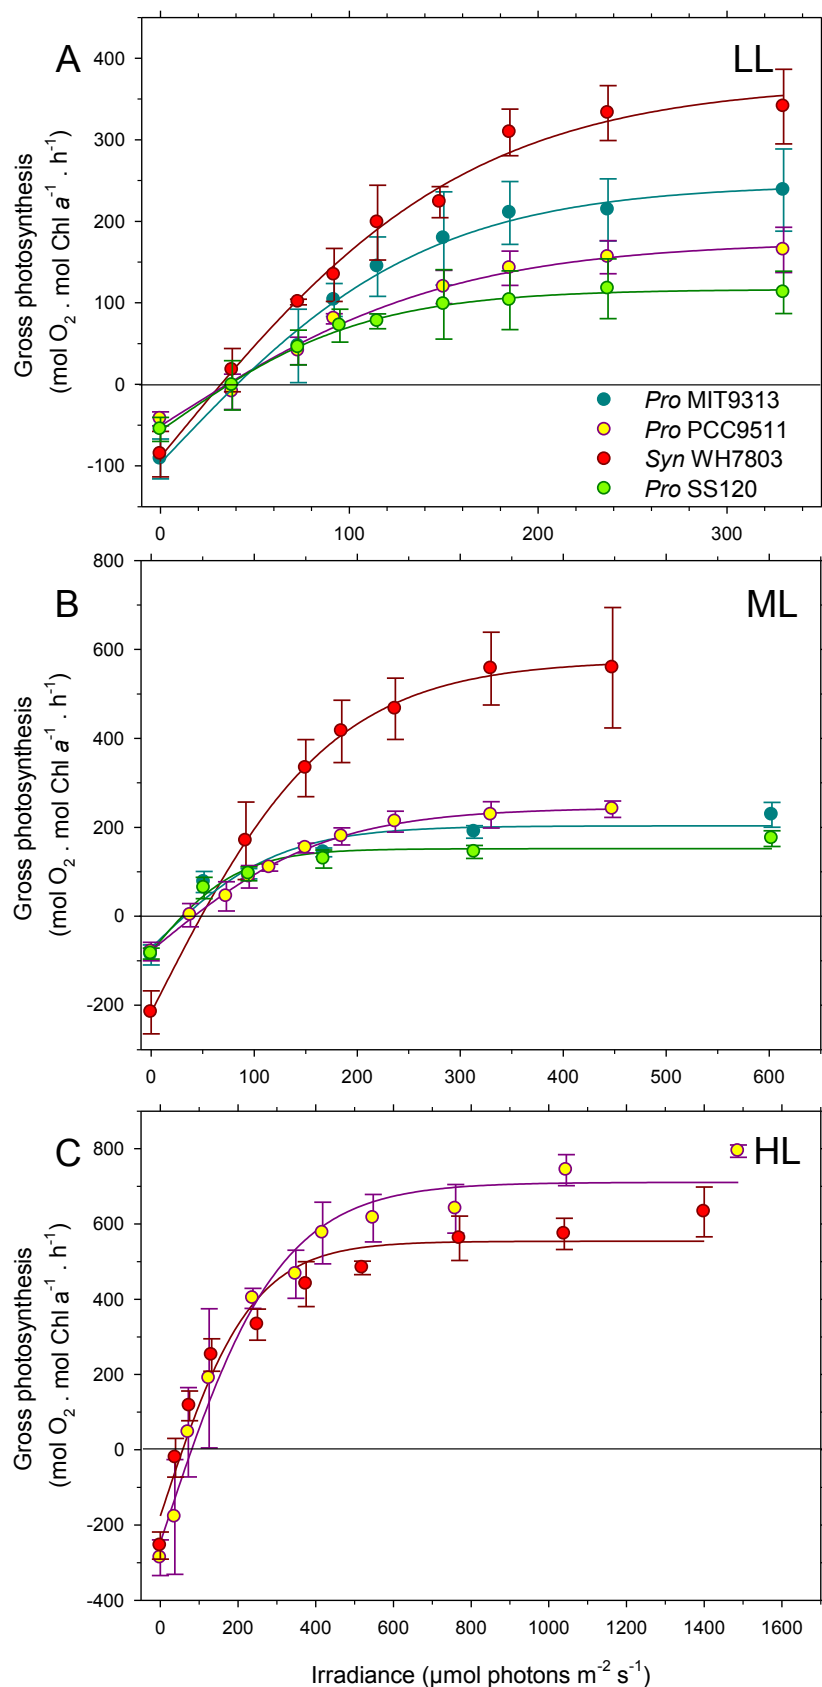 A
LL
Gross photosynthesis
(mol O₂ . mol Chl a⁻¹ . h⁻¹)
400
300
200
100
0
-100
Pro MIT9313
Pro PCC9511
Syn WH7803
Pro SS120
0 100 200 300
B
ML
Gross photosynthesis
(mol O₂ . mol Chl a⁻¹ . h⁻¹)
800
600
400
200
0
-200
0 100 200 300 400 500 600
C
HL
Gross photosynthesis
(mol O₂ . mol Chl a⁻¹ . h⁻¹)
800
600
400
200
0
-200
-400
0 200 400 600 800 1000 1200 1400 1600
Irradiance (µmol photons m⁻² s⁻¹)